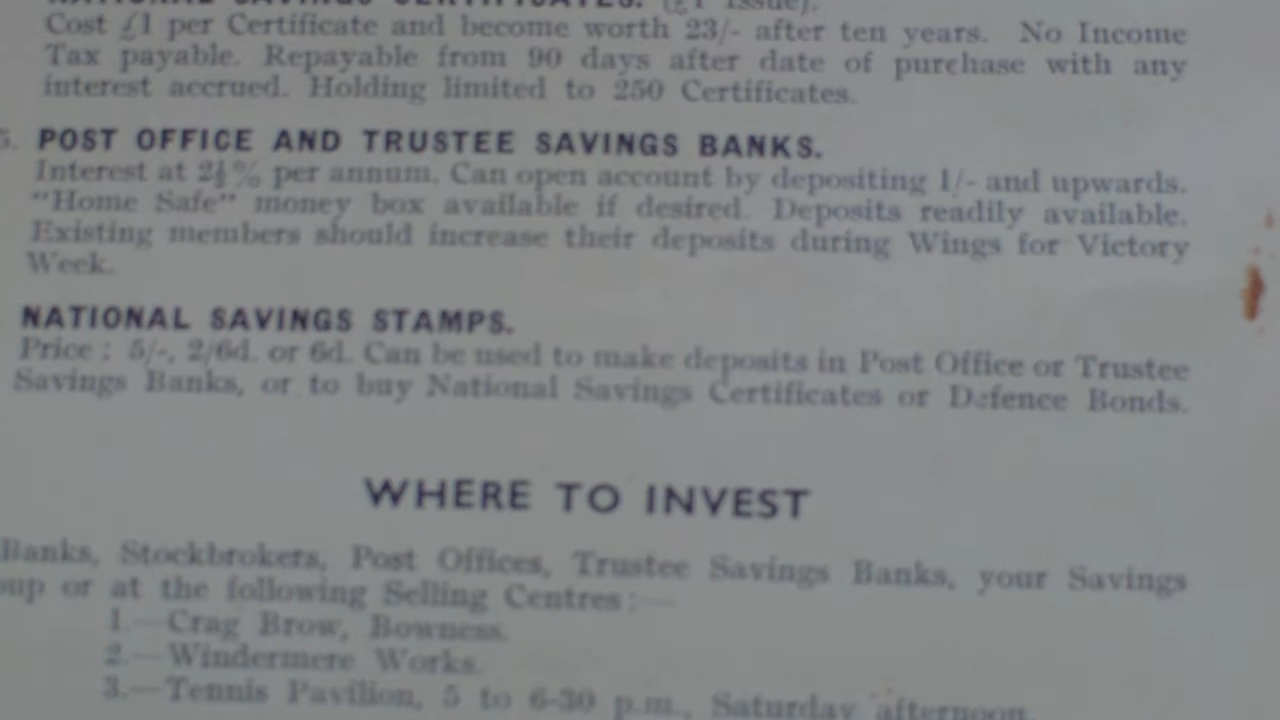 NATIONAL SAVINGS CERTIFICATES. (£1 Issue).
Cost £1 per Certificate and become worth 23/- after ten years. No Income
Tax payable. Repayable from 90 days after date of purchase with any
interest accrued. Holding limited to 250 Certificates.
5. POST OFFICE AND TRUSTEE SAVINGS BANKS.
Interest at 2½% per annum. Can open account by depositing 1/- and upwards.
"Home Safe" money box available if desired. Deposits readily available.
Existing members should increase their deposits during Wings for Victory
Week.
NATIONAL SAVINGS STAMPS.
Price : 5/-, 2/6d. or 6d. Can be used to make deposits in Post Office or Trustee
Savings Banks, or to buy National Savings Certificates or Defence Bonds.
WHERE TO INVEST
Banks, Stockbrokers, Post Offices, Trustee Savings Banks, your Savings
oup or at the following Selling Centres :—
1.—Crag Brow, Bowness.
2.—Windermere Works.
3.—Tennis Pavilion, 5 to 6-30 p.m., Saturday afternoon.